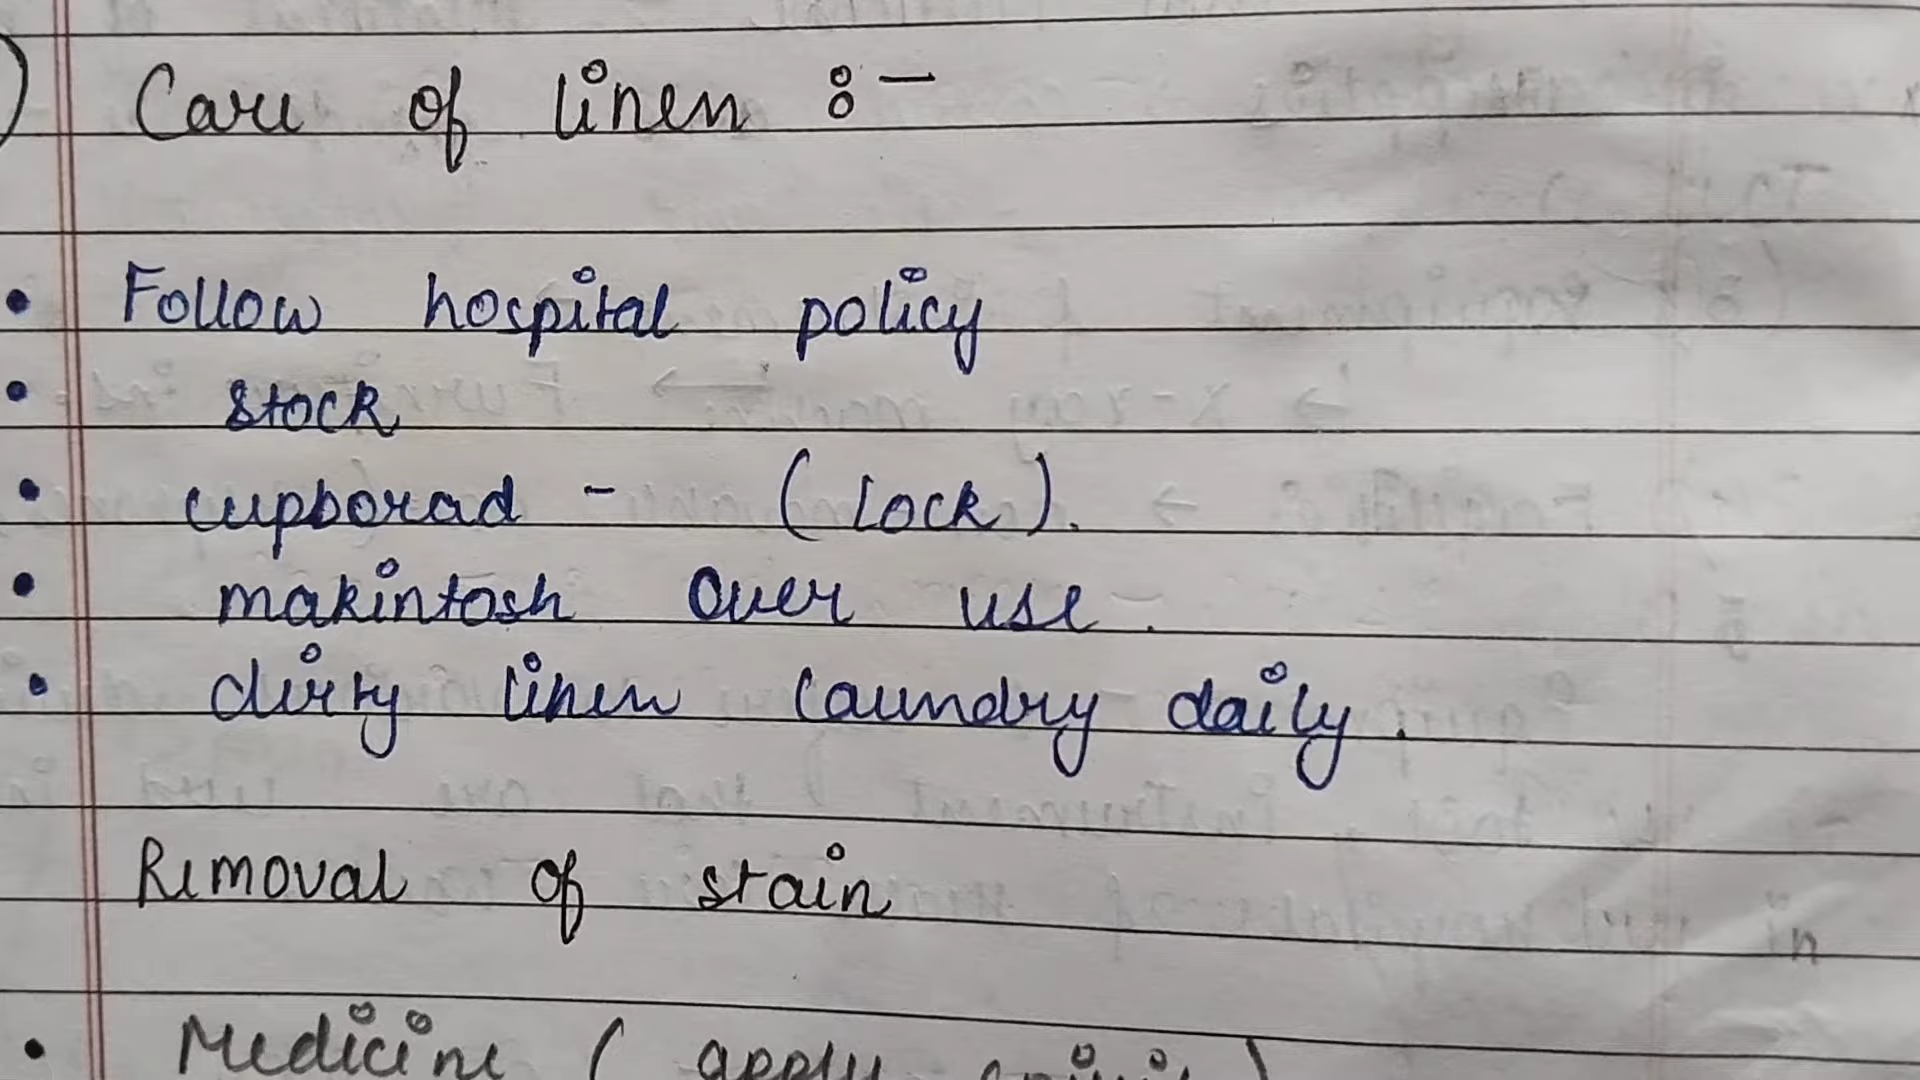 ) Care of linen :-
• Follow hospital policy
• stock
• cupborad - (Lock).
• makintosh over use.
• dirty linen laundry daily.
Removal of stain
• Medicine ( apply )